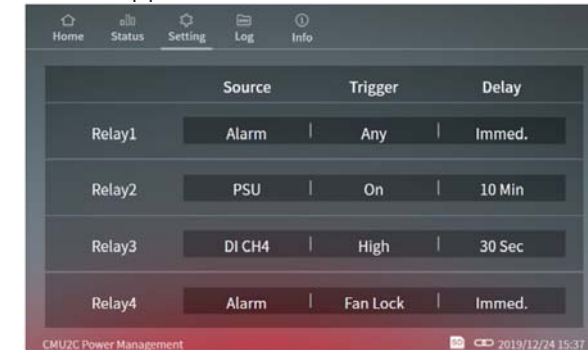 Home Status Setting Log Info
Source Trigger Delay
Relay1 Alarm | Any | Immed.
Relay2 PSU | On | 10 Min
Relay3 DI CH4 | High | 30 Sec
Relay4 Alarm | Fan Lock | Immed.
CMU2C Power Management SD 2019/12/24 15:37